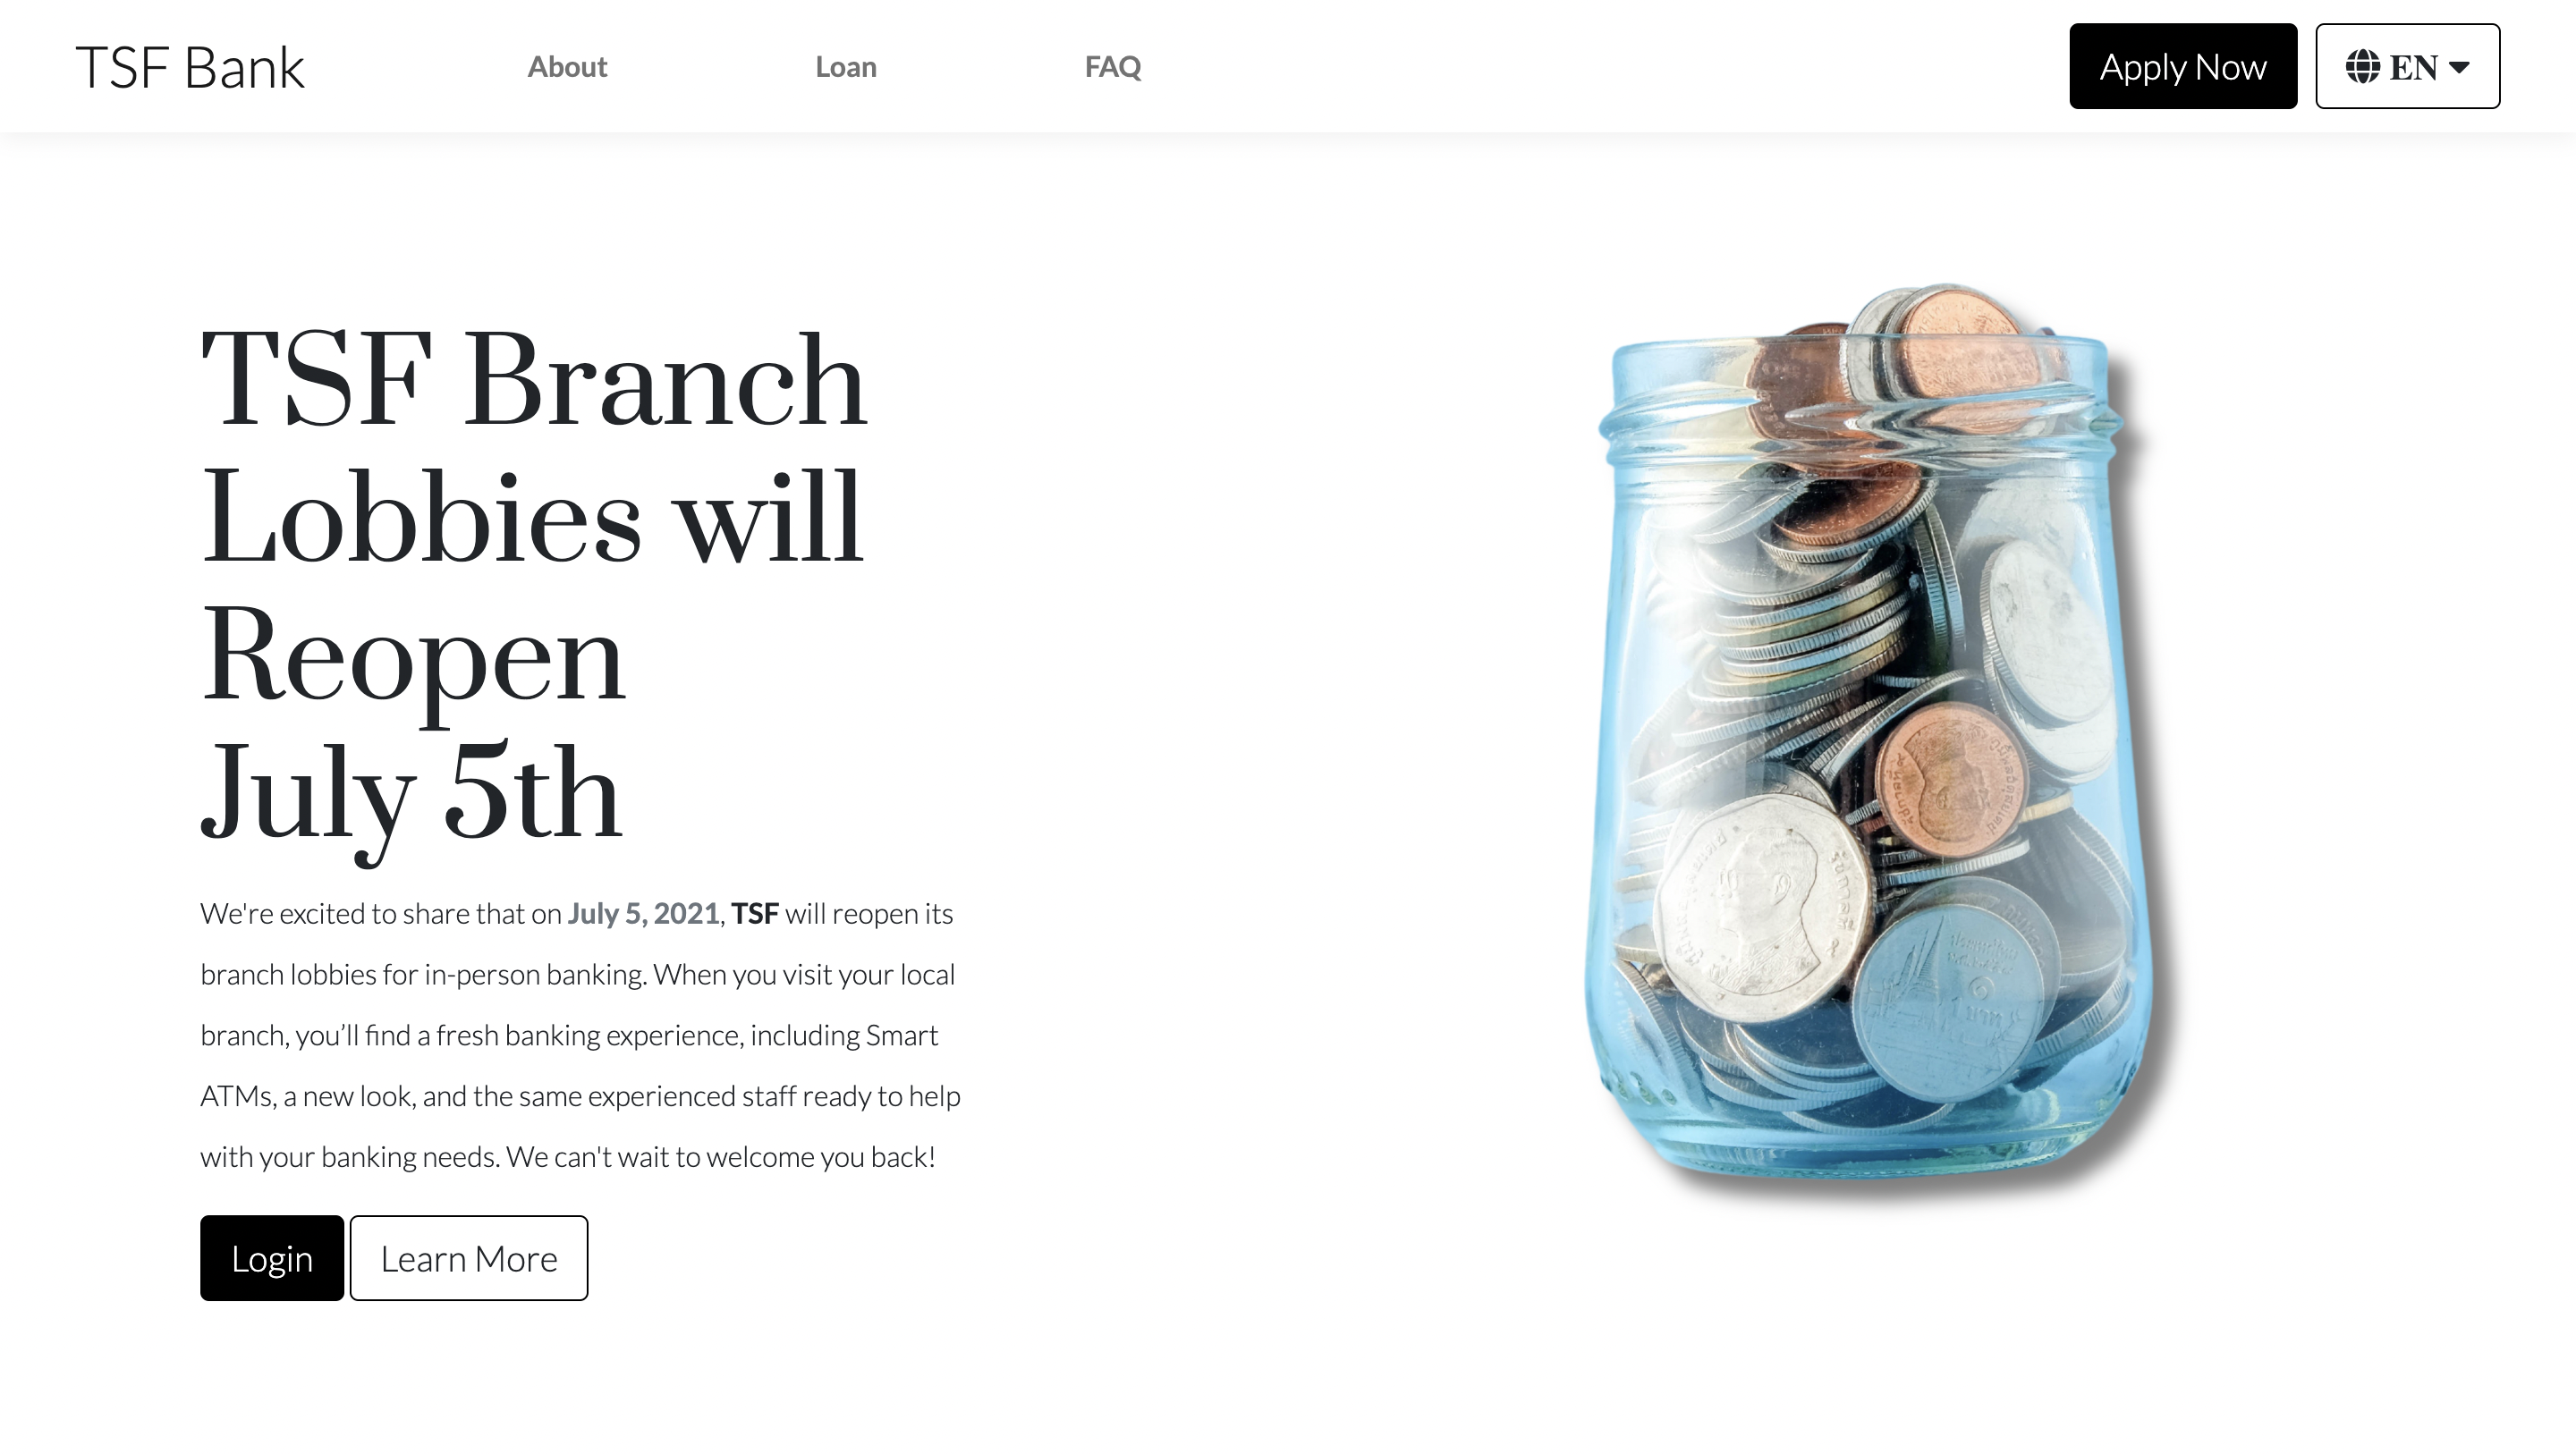 TSF Bank
About
Loan
FAQ
Apply Now
EN
TSF Branch
Lobbies will
Reopen
July 5th
We're excited to share that on July 5, 2021, TSF will reopen its
branch lobbies for in-person banking. When you visit your local
branch, you’ll find a fresh banking experience, including Smart
ATMs, a new look, and the same experienced staff ready to help
with your banking needs. We can't wait to welcome you back!
Login
Learn More